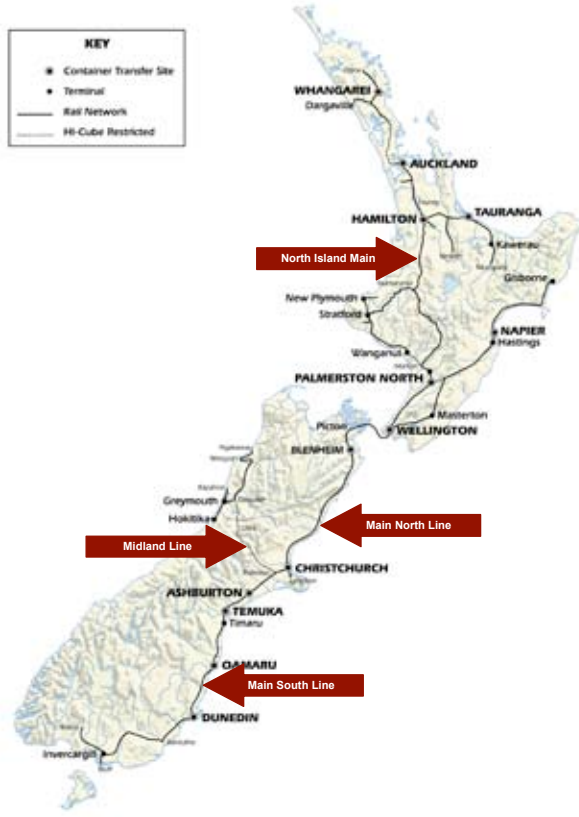 KEY
Container Transfer Site
Terminal
Rail Network
Hi-Cube Restricted
WHANGAREI
Dargaville
AUCKLAND
HAMILTON
TAURANGA
Kawerau
North Island Main
Gisborne
New Plymouth
Stratford
NAPIER
Hastings
Wanganui
PALMERSTON NORTH
Masterton
Picton
WELLINGTON
BLENHEIM
Greymouth
Hokitika
Main North Line
Midland Line
CHRISTCHURCH
ASHBURTON
TEMUKA
Timaru
OAMARU
Main South Line
DUNEDIN
Invercargill